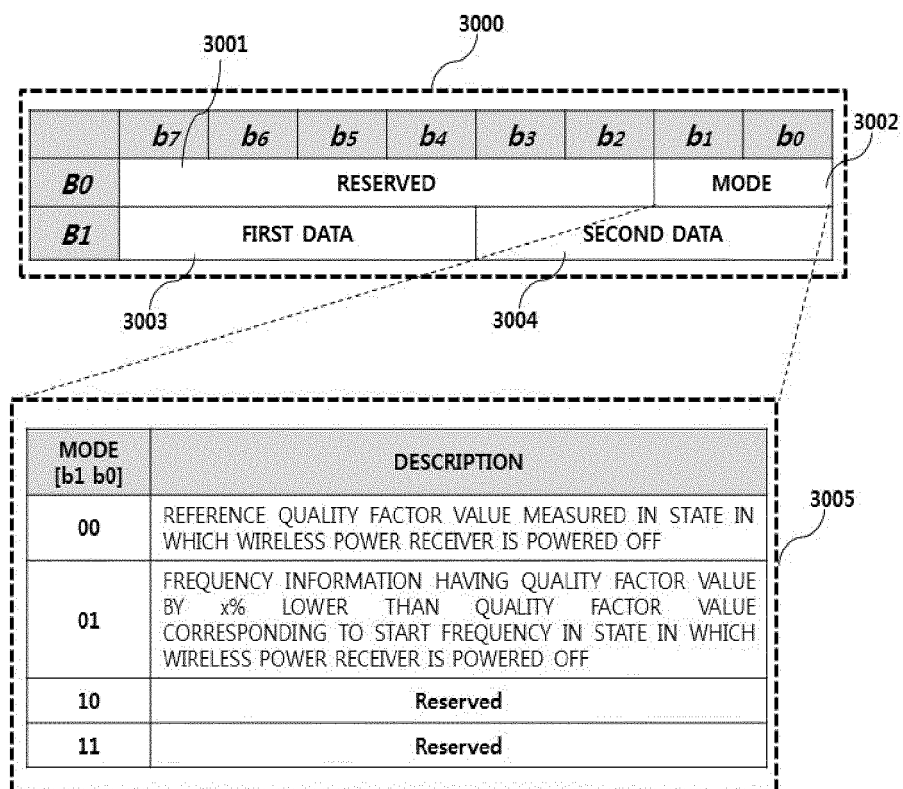 3000
3001
b7 b6 b5 b4 b3 b2 b1 b0
3002
B0 RESERVED MODE
B1 FIRST DATA SECOND DATA
3003
3004
MODE
[b1 b0]
DESCRIPTION
3005
00
REFERENCE QUALITY FACTOR VALUE MEASURED IN STATE IN
WHICH WIRELESS POWER RECEIVER IS POWERED OFF
01
FREQUENCY INFORMATION HAVING QUALITY FACTOR VALUE
BY x% LOWER THAN QUALITY FACTOR VALUE
CORRESPONDING TO START FREQUENCY IN STATE IN WHICH
WIRELESS POWER RECEIVER IS POWERED OFF
10 Reserved
11 Reserved